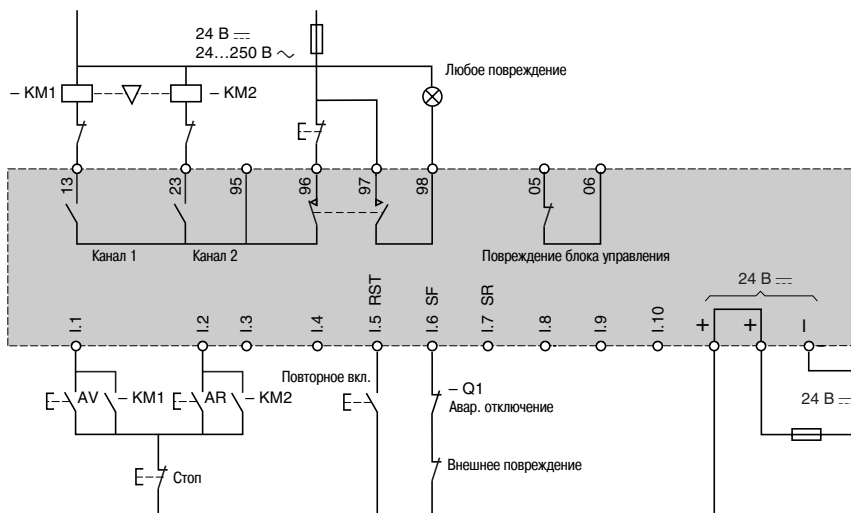 24 В
24...250 В ~
Любое повреждение
– KM1
– KM2
13
23
95
96
97
98
05
06
Канал 1
Канал 2
Повреждение блока управления
24 В
I.1
I.2
I.3
I.4
I.5 RST
I.6 SF
I.7 SR
I.8
I.9
I.10
+
+
I
AV
– KM1
AR
– KM2
Повторное вкл.
– Q1
Авар. отключение
24 В
Внешнее повреждение
Стоп